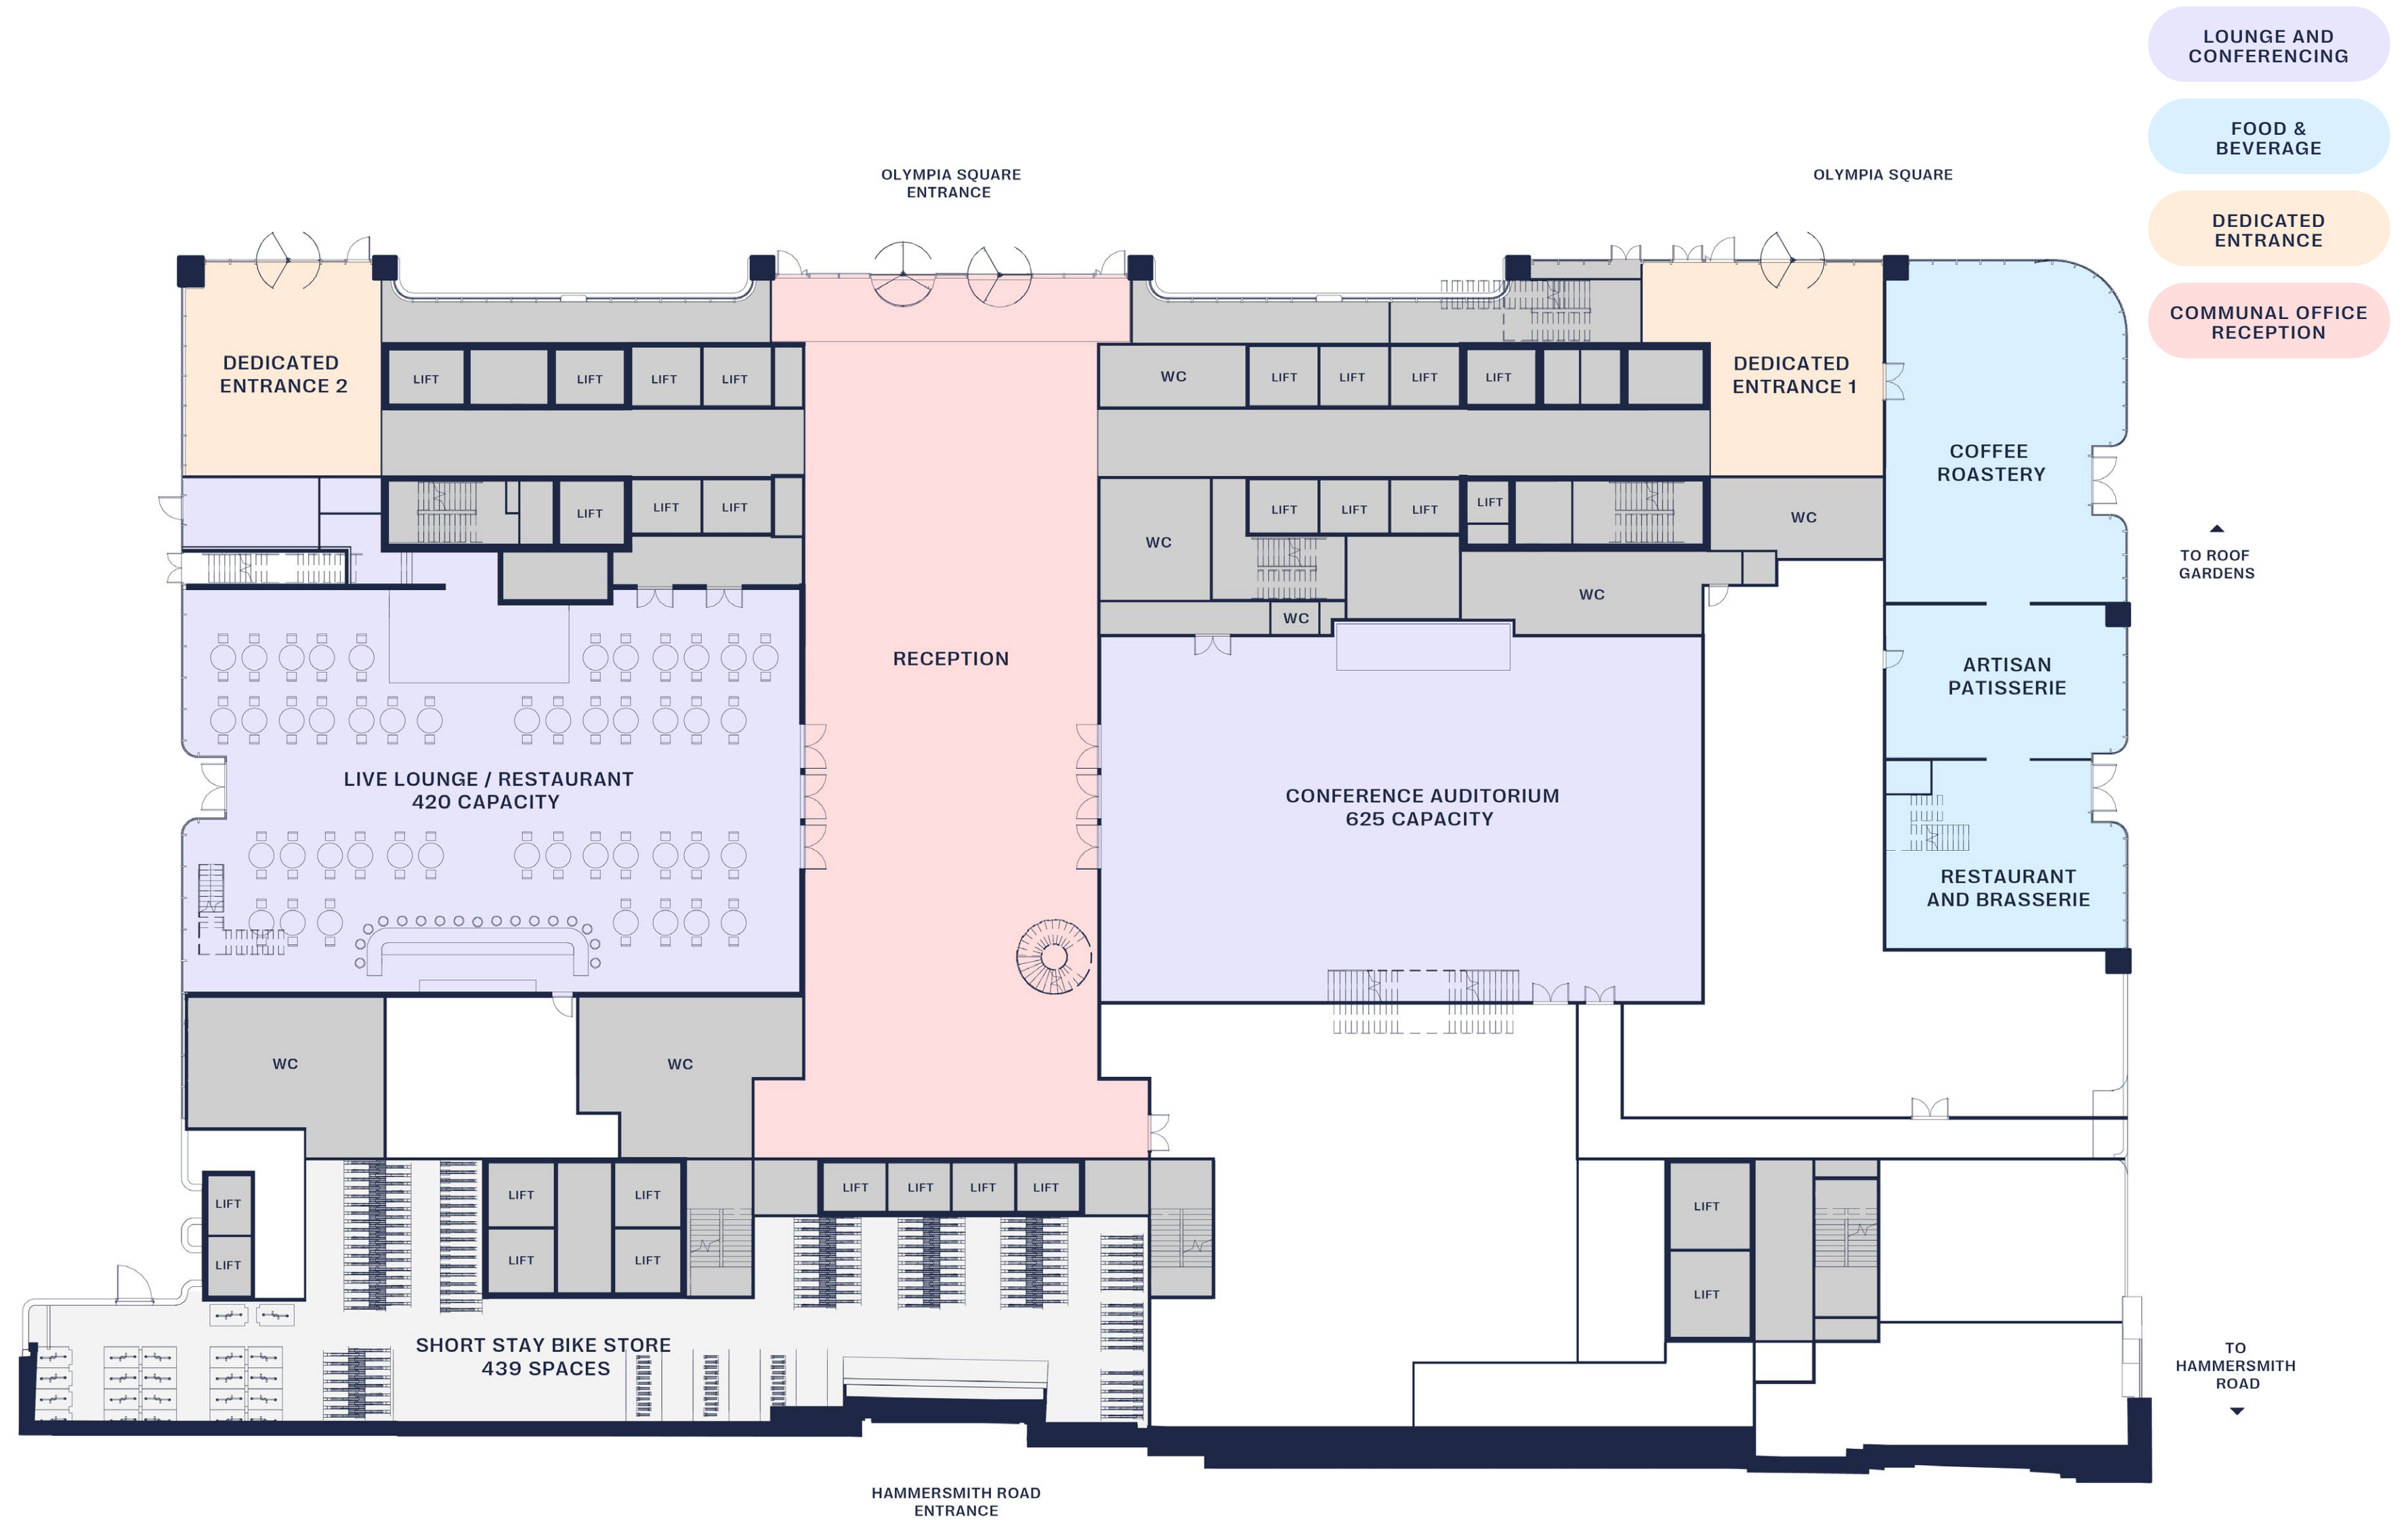 LOUNGE AND
CONFERENCING
FOOD &
BEVERAGE
DEDICATED
ENTRANCE
COMMUNAL OFFICE
RECEPTION
OLYMPIA SQUARE
ENTRANCE
OLYMPIA SQUARE
DEDICATED
ENTRANCE 2
LIFT
LIFT
LIFT
LIFT
WC
LIFT
LIFT
LIFT
LIFT
DEDICATED
ENTRANCE 1
COFFEE
ROASTERY
LIFT
LIFT
LIFT
WC
LIFT
LIFT
LIFT
LIFT
WC
TO ROOF
GARDENS
WC
WC
RECEPTION
ARTISAN
PATISSERIE
LIVE LOUNGE / RESTAURANT
420 CAPACITY
CONFERENCE AUDITORIUM
625 CAPACITY
RESTAURANT
AND BRASSERIE
WC
WC
LIFT
LIFT
LIFT
LIFT
LIFT
LIFT
LIFT
LIFT
LIFT
LIFT
LIFT
LIFT
SHORT STAY BIKE STORE
439 SPACES
TO
HAMMERSMITH
ROAD
HAMMERSMITH ROAD
ENTRANCE